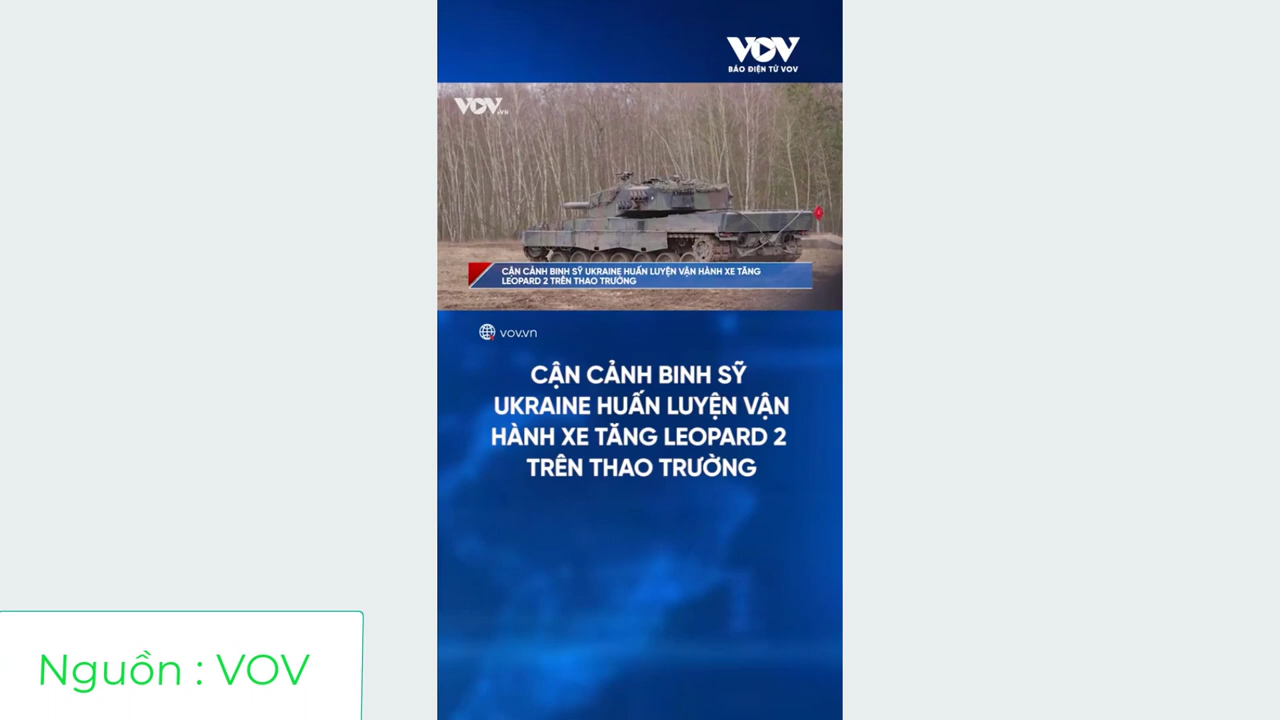 VOV
BÁO ĐIỆN TỬ VOV
VOV.VN
CẬN CẢNH BINH SỸ UKRAINE HUẤN LUYỆN VẬN HÀNH XE TĂNG
LEOPARD 2 TRÊN THAO TRƯỜNG
vov.vn
CẬN CẢNH BINH SỸ
UKRAINE HUẤN LUYỆN VẬN
HÀNH XE TĂNG LEOPARD 2
TRÊN THAO TRƯỜNG
Nguồn : VOV